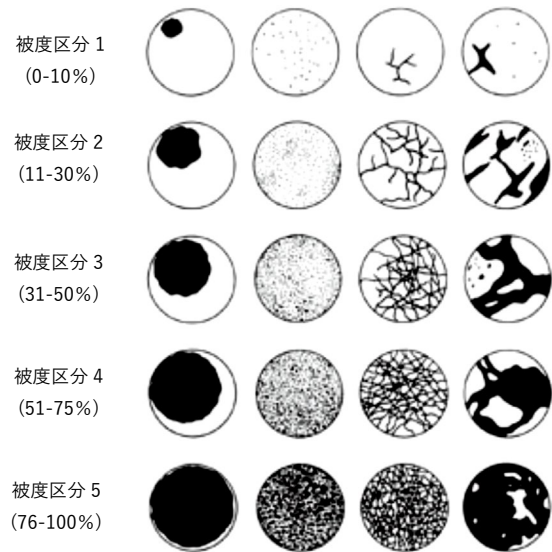 被度区分 1
(0-10%)
被度区分 2
(11-30%)
被度区分 3
(31-50%)
被度区分 4
(51-75%)
被度区分 5
(76-100%)